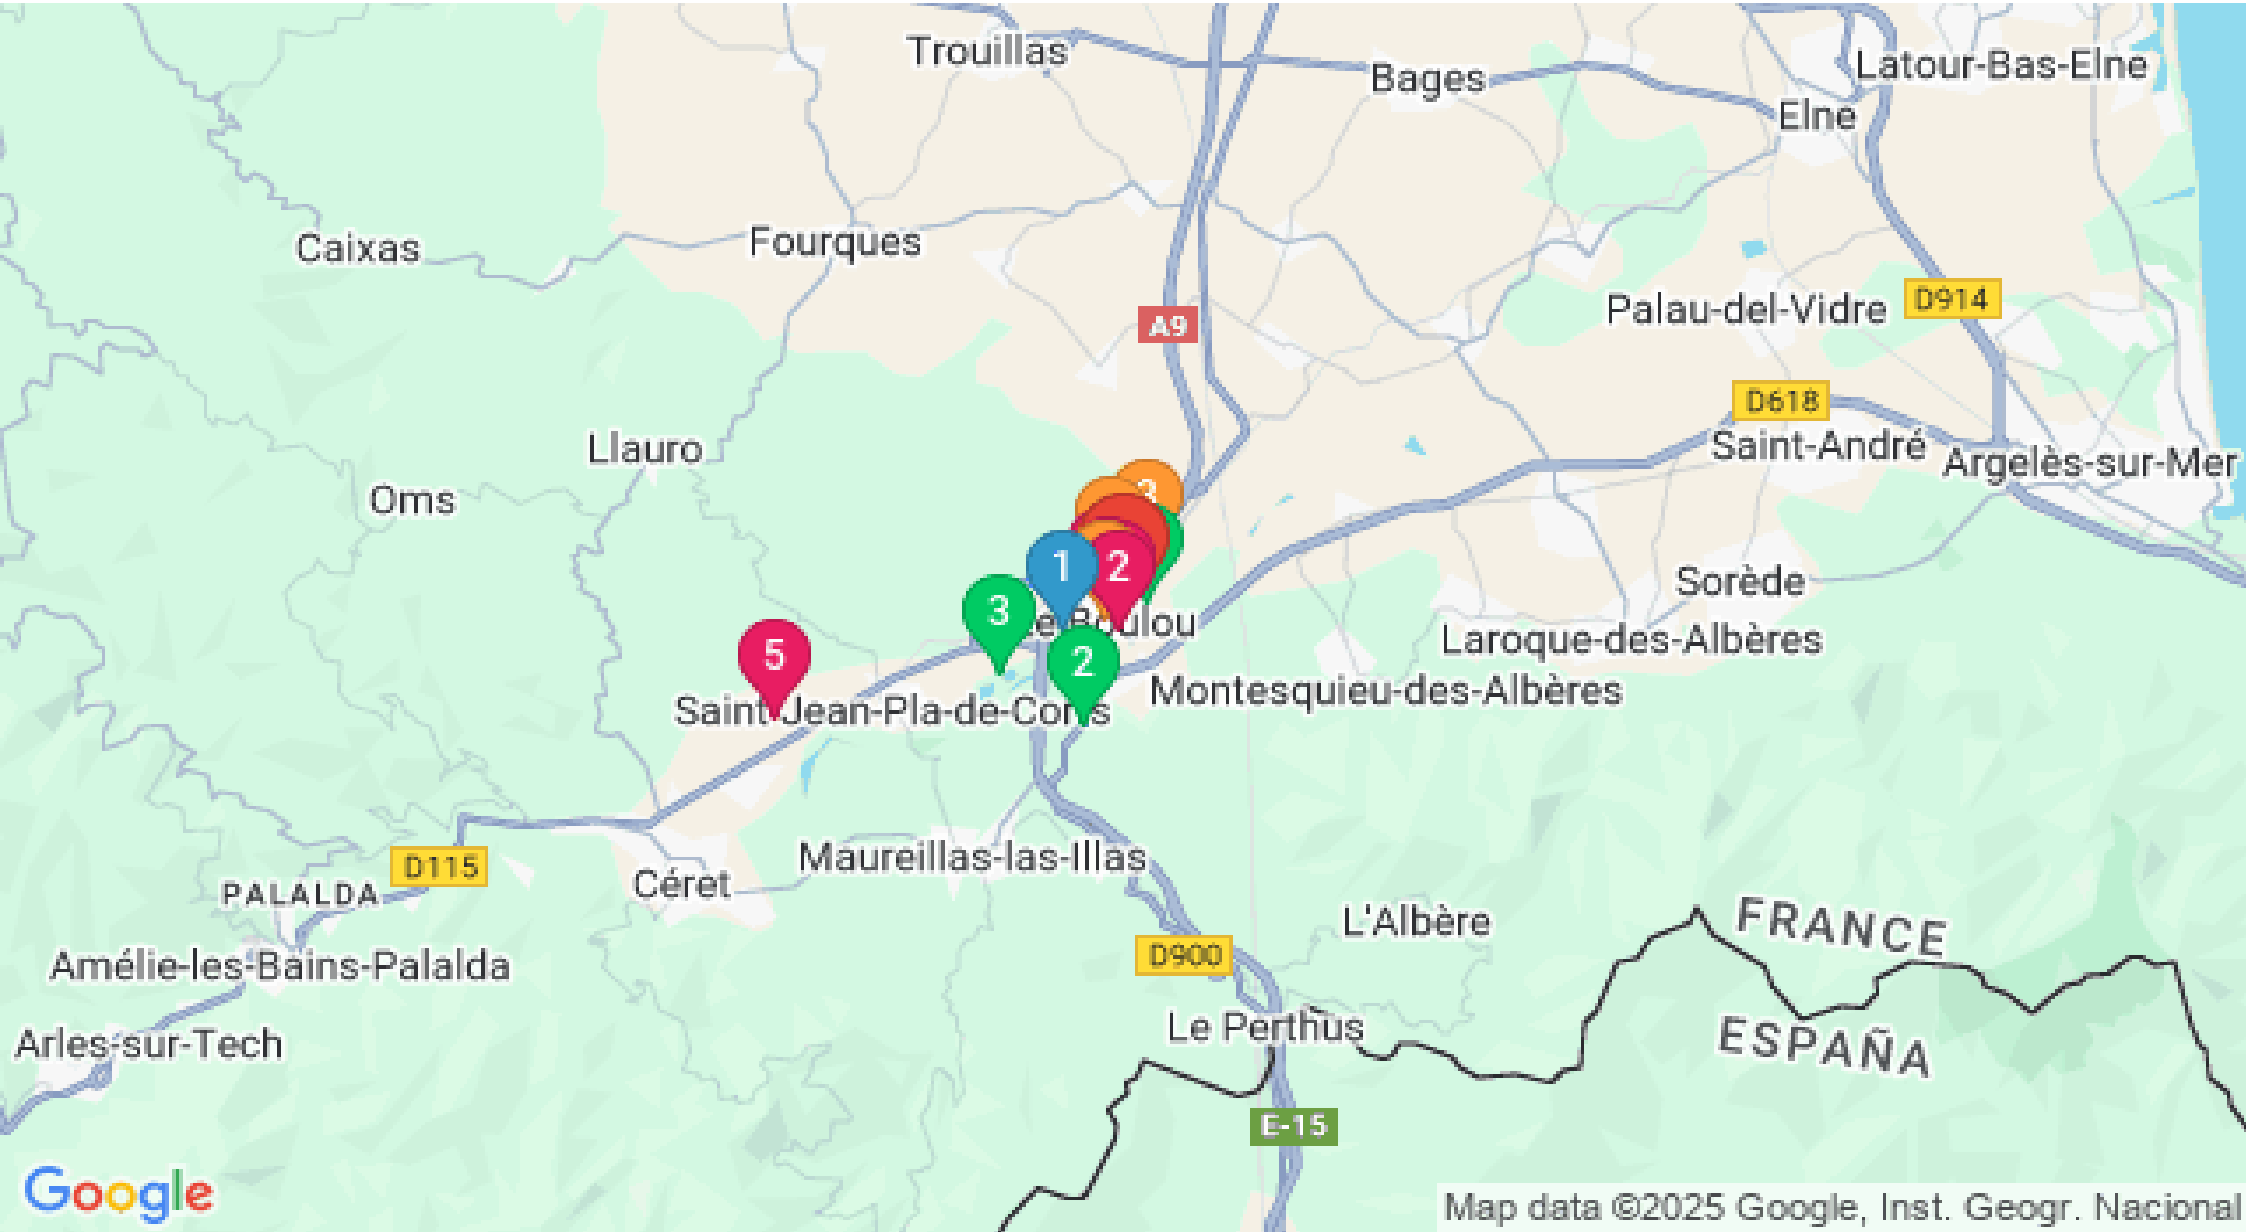 Trouillas
Bages
Latour-Bas-Elne
Elne
Caixas
Fourques
A9
Palau-del-Vidre
D914
D618
Llauro
Saint-André
Argelès-sur-Mer
Oms
3
1
2
Sorède
3
Le Boulou
Laroque-des-Albères
5
2
Montesquieu-des-Albères
Saint-Jean-Pla-de-Corts
Maureillas-las-Illas
D115
Céret
PALALDA
L'Albère
FRANCE
D900
Amélie-les-Bains-Palalda
Le Perthus
Arles-sur-Tech
ESPAÑA
E-15
Google
Map data ©2025 Google, Inst. Geogr. Nacional